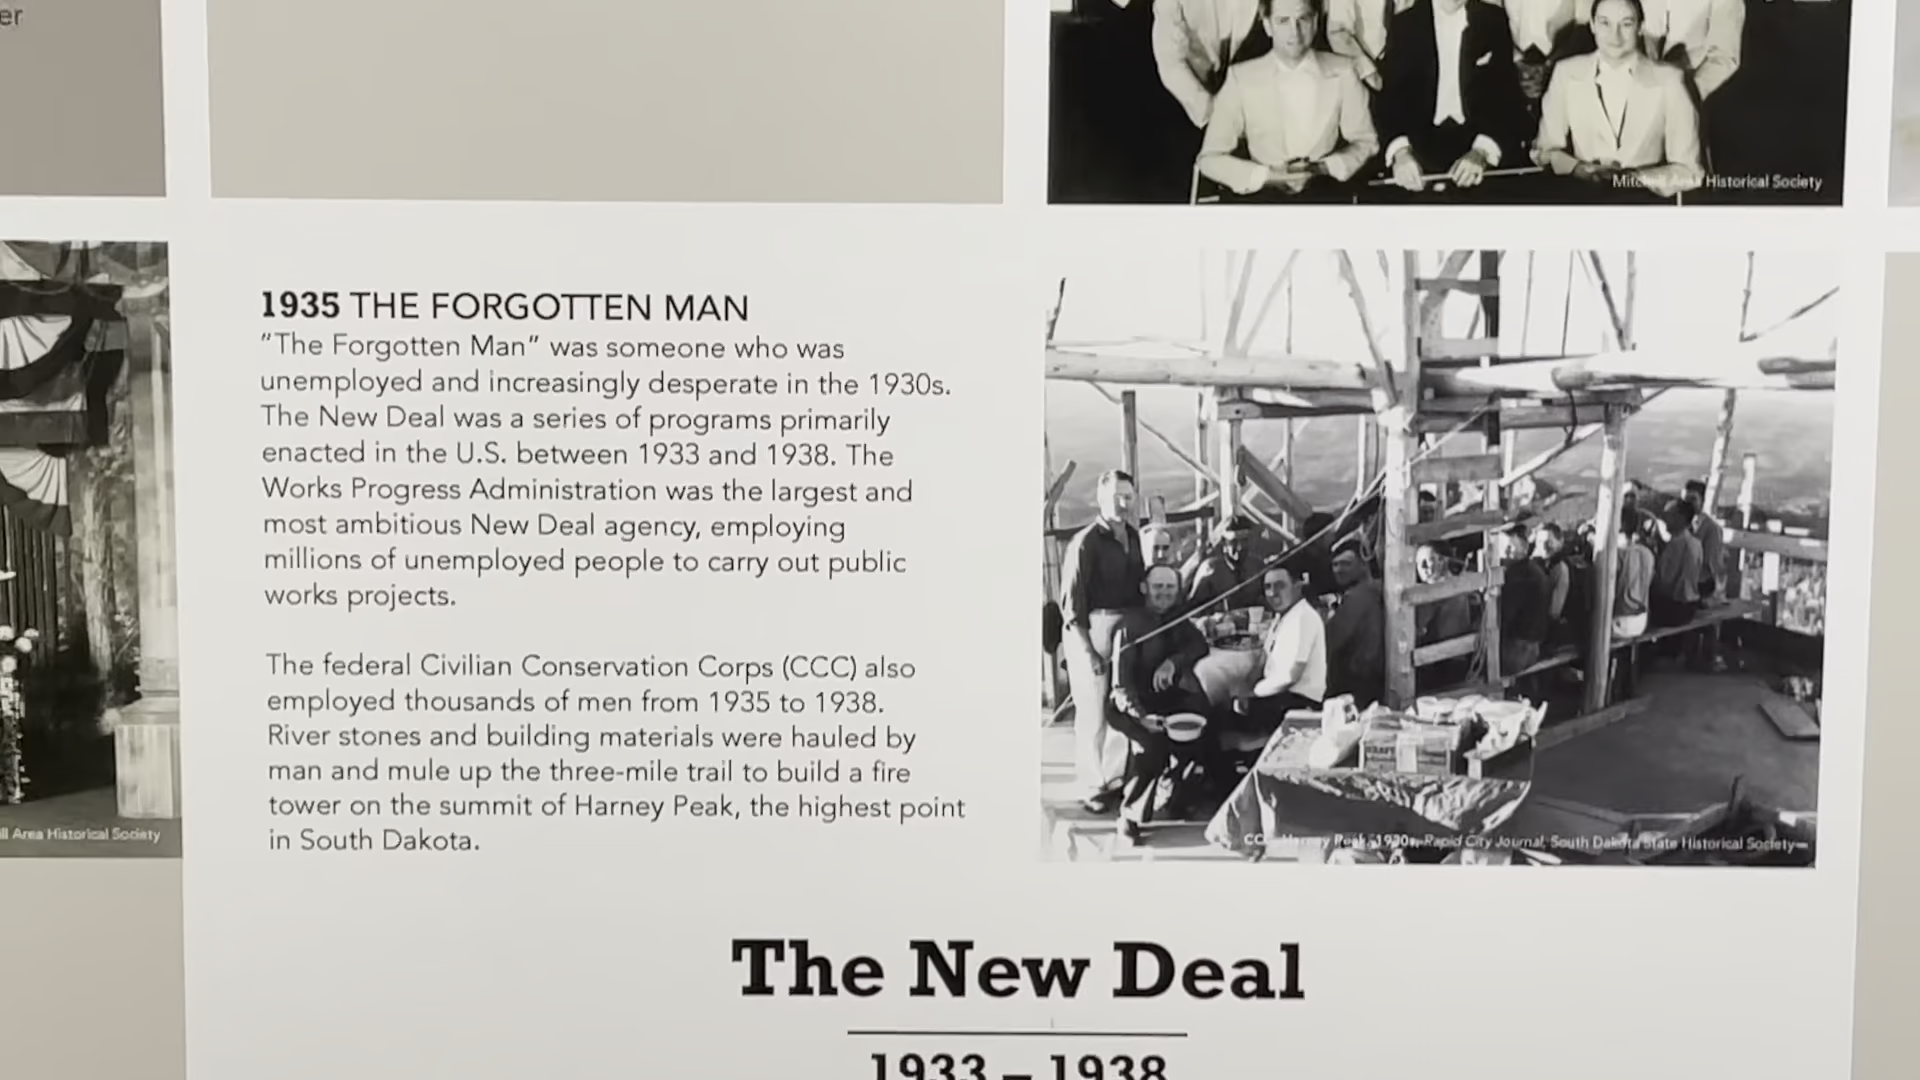 er
Mitchell Area Historical Society
1935 THE FORGOTTEN MAN
"The Forgotten Man" was someone who was
unemployed and increasingly desperate in the 1930s.
The New Deal was a series of programs primarily
enacted in the U.S. between 1933 and 1938. The
Works Progress Administration was the largest and
most ambitious New Deal agency, employing
millions of unemployed people to carry out public
works projects.
The federal Civilian Conservation Corps (CCC) also
employed thousands of men from 1935 to 1938.
River stones and building materials were hauled by
man and mule up the three-mile trail to build a fire
tower on the summit of Harney Peak, the highest point
in South Dakota.
ll Area Historical Society
Harney Peak, 1930s, Rapid City Journal, South Dakota State Historical Society
The New Deal
1933 – 1938